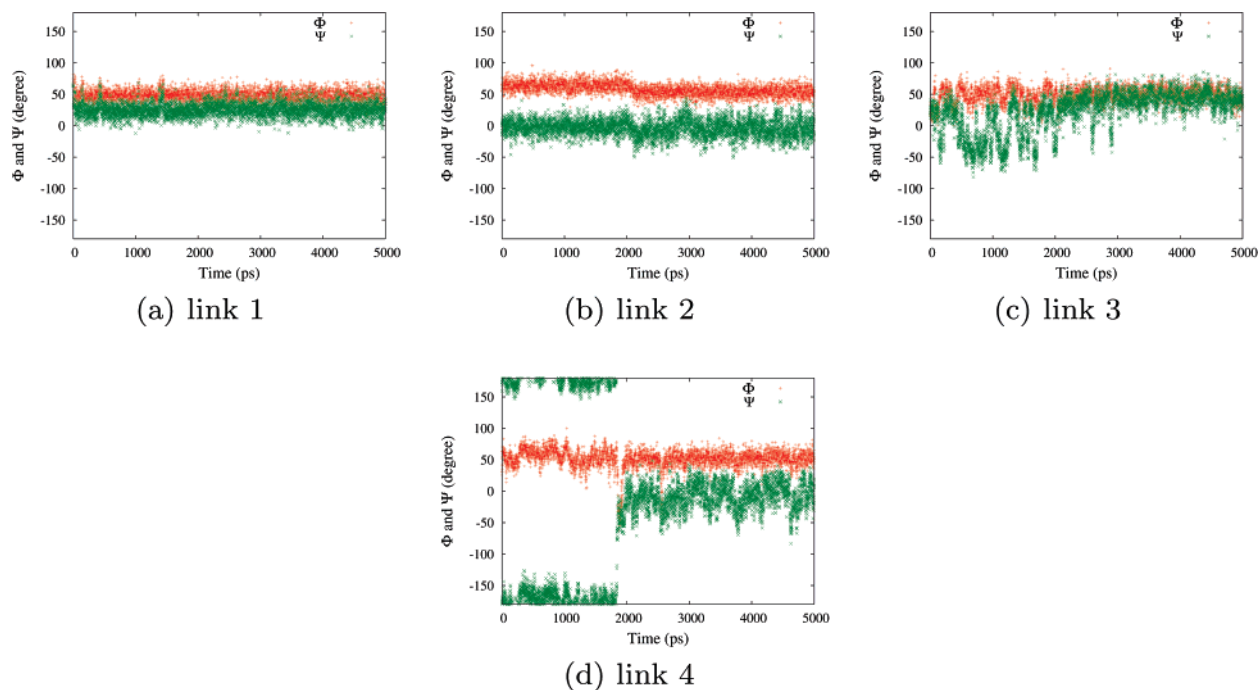 Φ
Ψ
150
100
50
0
-50
-100
-150
Φ and Ψ (degree)
0 1000 2000 3000 4000 5000
Time (ps)
(a) link 1
Φ
Ψ
150
100
50
0
-50
-100
-150
Φ and Ψ (degree)
0 1000 2000 3000 4000 5000
Time (ps)
(b) link 2
Φ
Ψ
150
100
50
0
-50
-100
-150
Φ and Ψ (degree)
0 1000 2000 3000 4000 5000
Time (ps)
(c) link 3
Φ
Ψ
150
100
50
0
-50
-100
-150
Φ and Ψ (degree)
0 1000 2000 3000 4000 5000
Time (ps)
(d) link 4